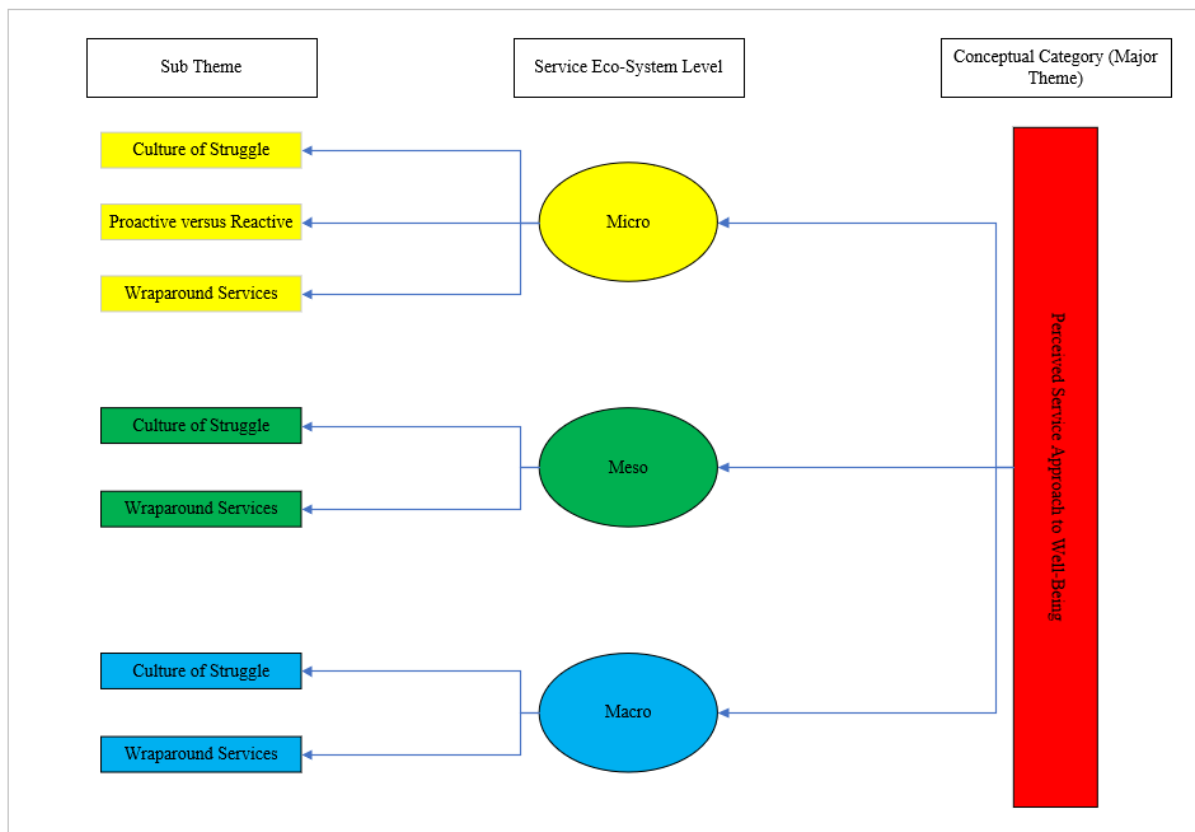 Sub Theme
Service Eco-System Level
Conceptual Category (Major
Theme)
Culture of Struggle
Proactive versus Reactive
Wraparound Services
Micro
Culture of Struggle
Wraparound Services
Meso
Culture of Struggle
Wraparound Services
Macro
Perceived Service Approach to Well-Being